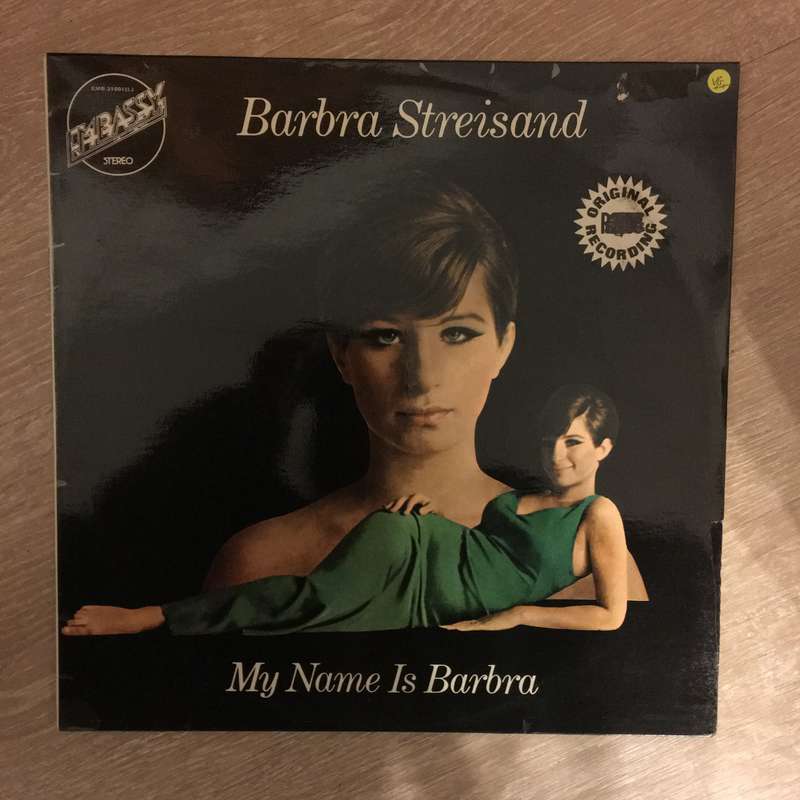 EMBASSY
STEREO
Barbra Streisand
ORIGINAL
RECORDING
My Name Is Barbra